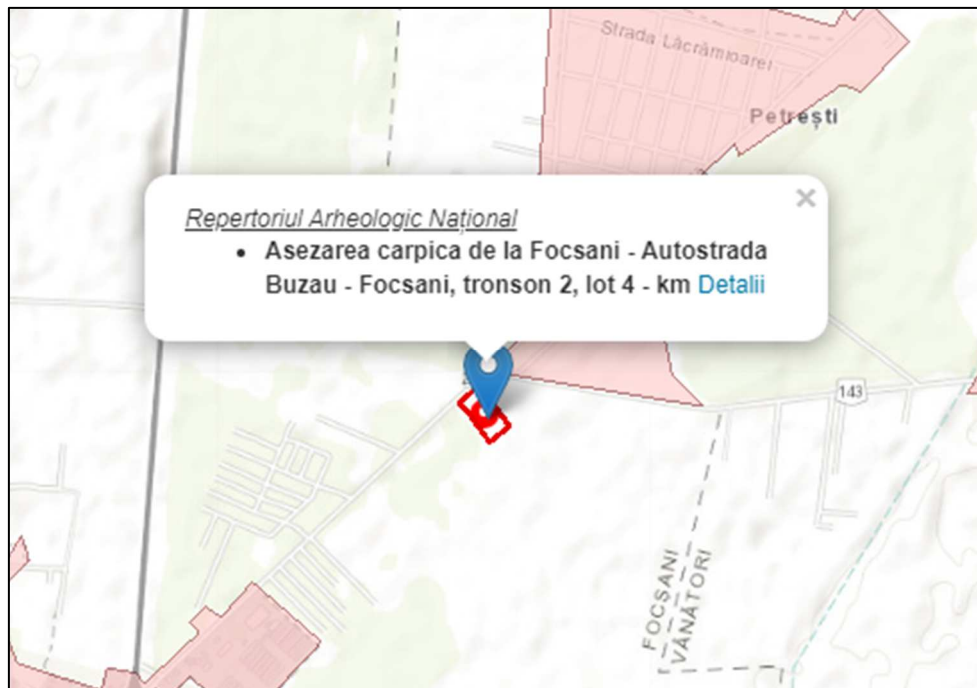 Strada Lăcrămioarei
Petrești
×
Repertoriul Arheologic Național
• Asezarea carpica de la Focsani - Autostrada
Buzau - Focsani, tronson 2, lot 4 - km Detalii
143
FOCȘANI
VÂNĂTORI